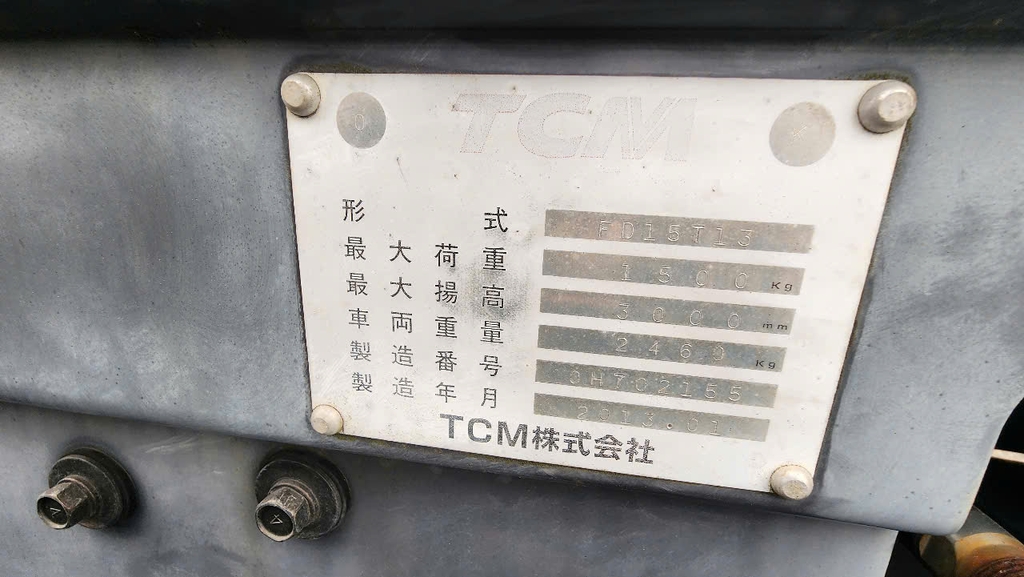 TCM
形式 FD15T13
最大荷重 1500 Kg
最大揚高 3000 mm
車両重量 2469 Kg
製造番号 0H702155
製造年月 2013.01
TCM株式会社